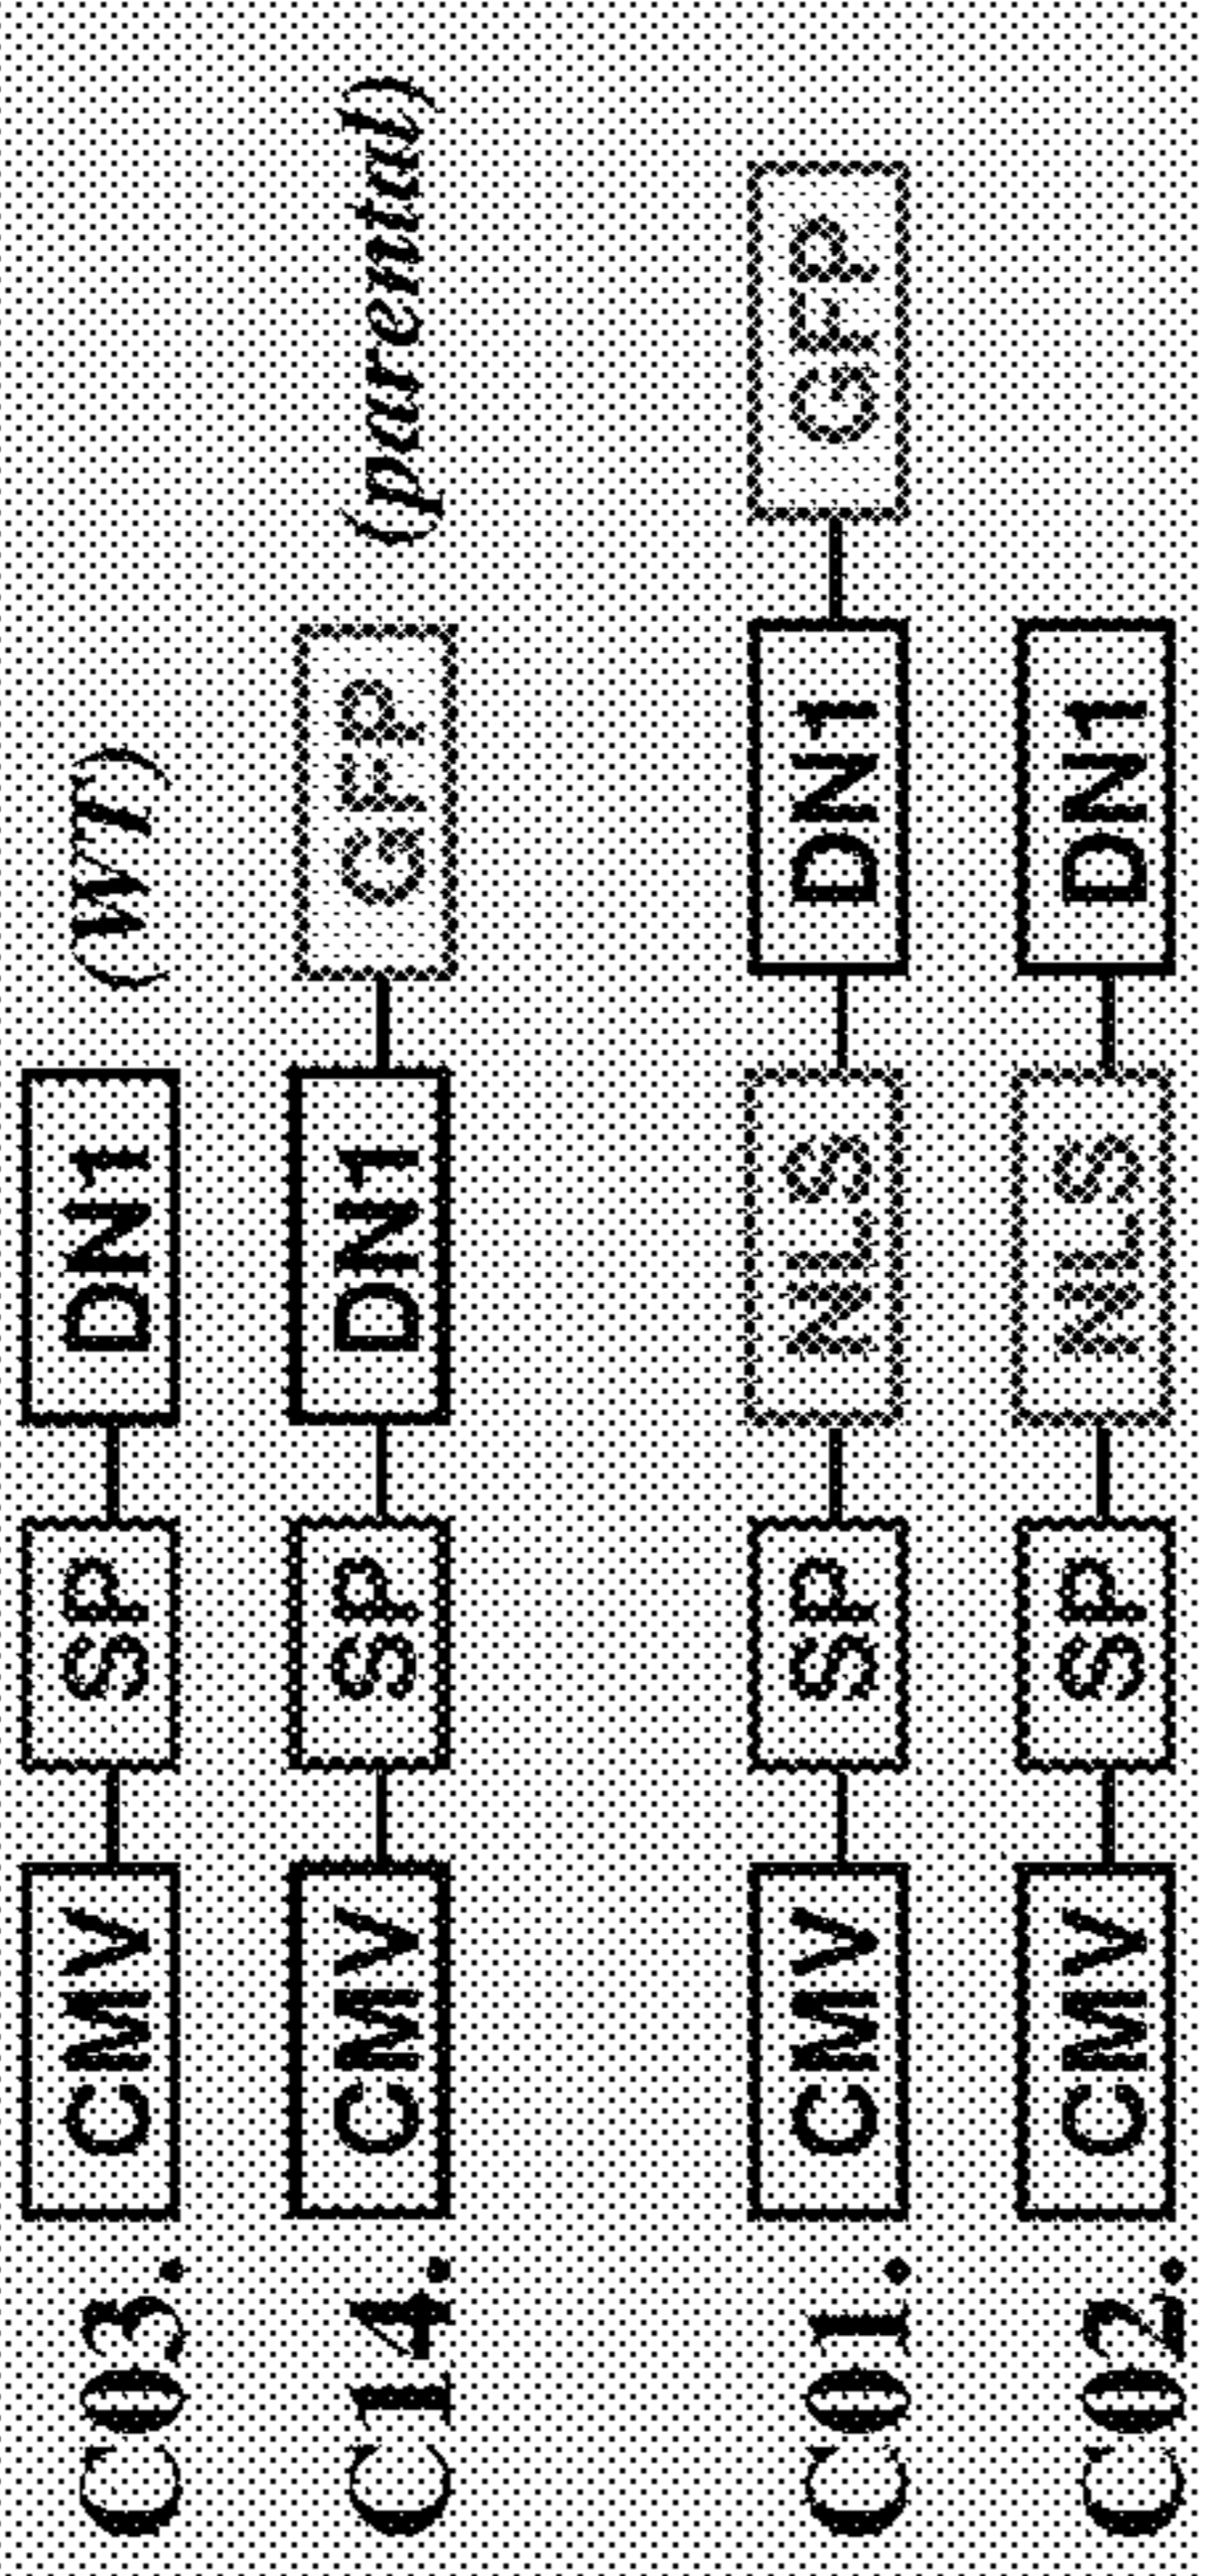 C03. CMV SP DN1 (WT)
C14. CMV SP DN1 GFP (parental)
C01. CMV SP NLS DN1 GFP
C02. CMV SP NLS DN1